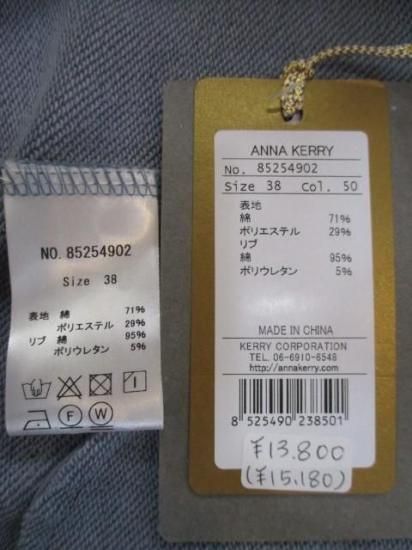 NO. 85254902
Size 38
表地 綿 71%
ポリエステル 29%
リブ 綿 95%
ポリウレタン 5%
F
W
ANNA KERRY
No. 85254902
Size 38 Col. 50
表地
綿 71%
ポリエステル 29%
リブ
綿 95%
ポリウレタン 5%
MADE IN CHINA
KERRY CORPORATION
TEL. 06-6910-6548
http://annakerry.com/
8 525490 238501
¥13,800
(¥15,180)